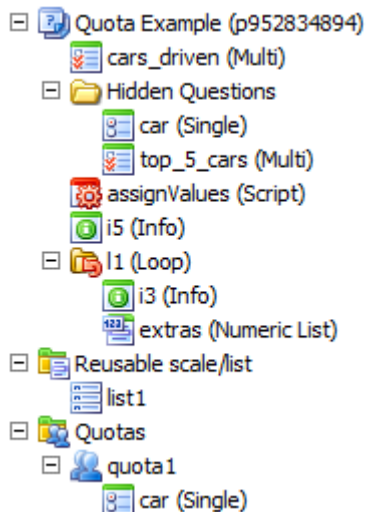 Quota Example (p952834894)
cars_driven (Multi)
Hidden Questions
car (Single)
top_5_cars (Multi)
assignValues (Script)
i5 (Info)
l1 (Loop)
i3 (Info)
extras (Numeric List)
Reusable scale/list
list1
Quotas
quota1
car (Single)